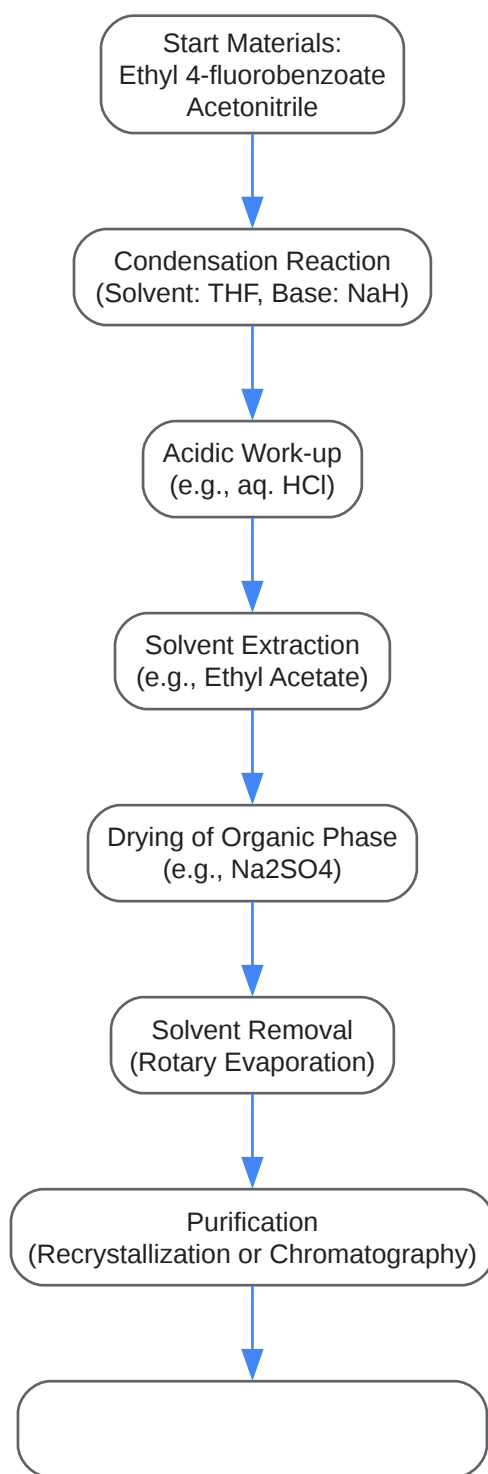 Start Materials:
Ethyl 4-fluorobenzoate
Acetonitrile
Condensation Reaction
(Solvent: THF, Base: NaH)
Acidic Work-up
(e.g., aq. HCl)
Solvent Extraction
(e.g., Ethyl Acetate)
Drying of Organic Phase
(e.g., Na2SO4)
Solvent Removal
(Rotary Evaporation)
Purification
(Recrystallization or Chromatography)